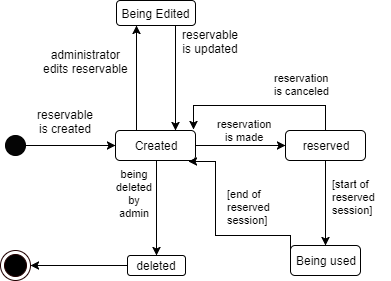 Being Edited
administrator
edits reservable
reservable
is updated
reservation
is canceled
reservable
is created
Created
reservation
is made
reserved
being
deleted
by
admin
[end of
reserved
session]
[start of
reserved
session]
deleted
Being used